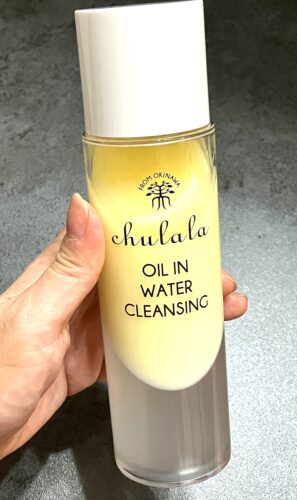 FROM OKINAWA
chulala
OIL IN
WATER
CLEANSING